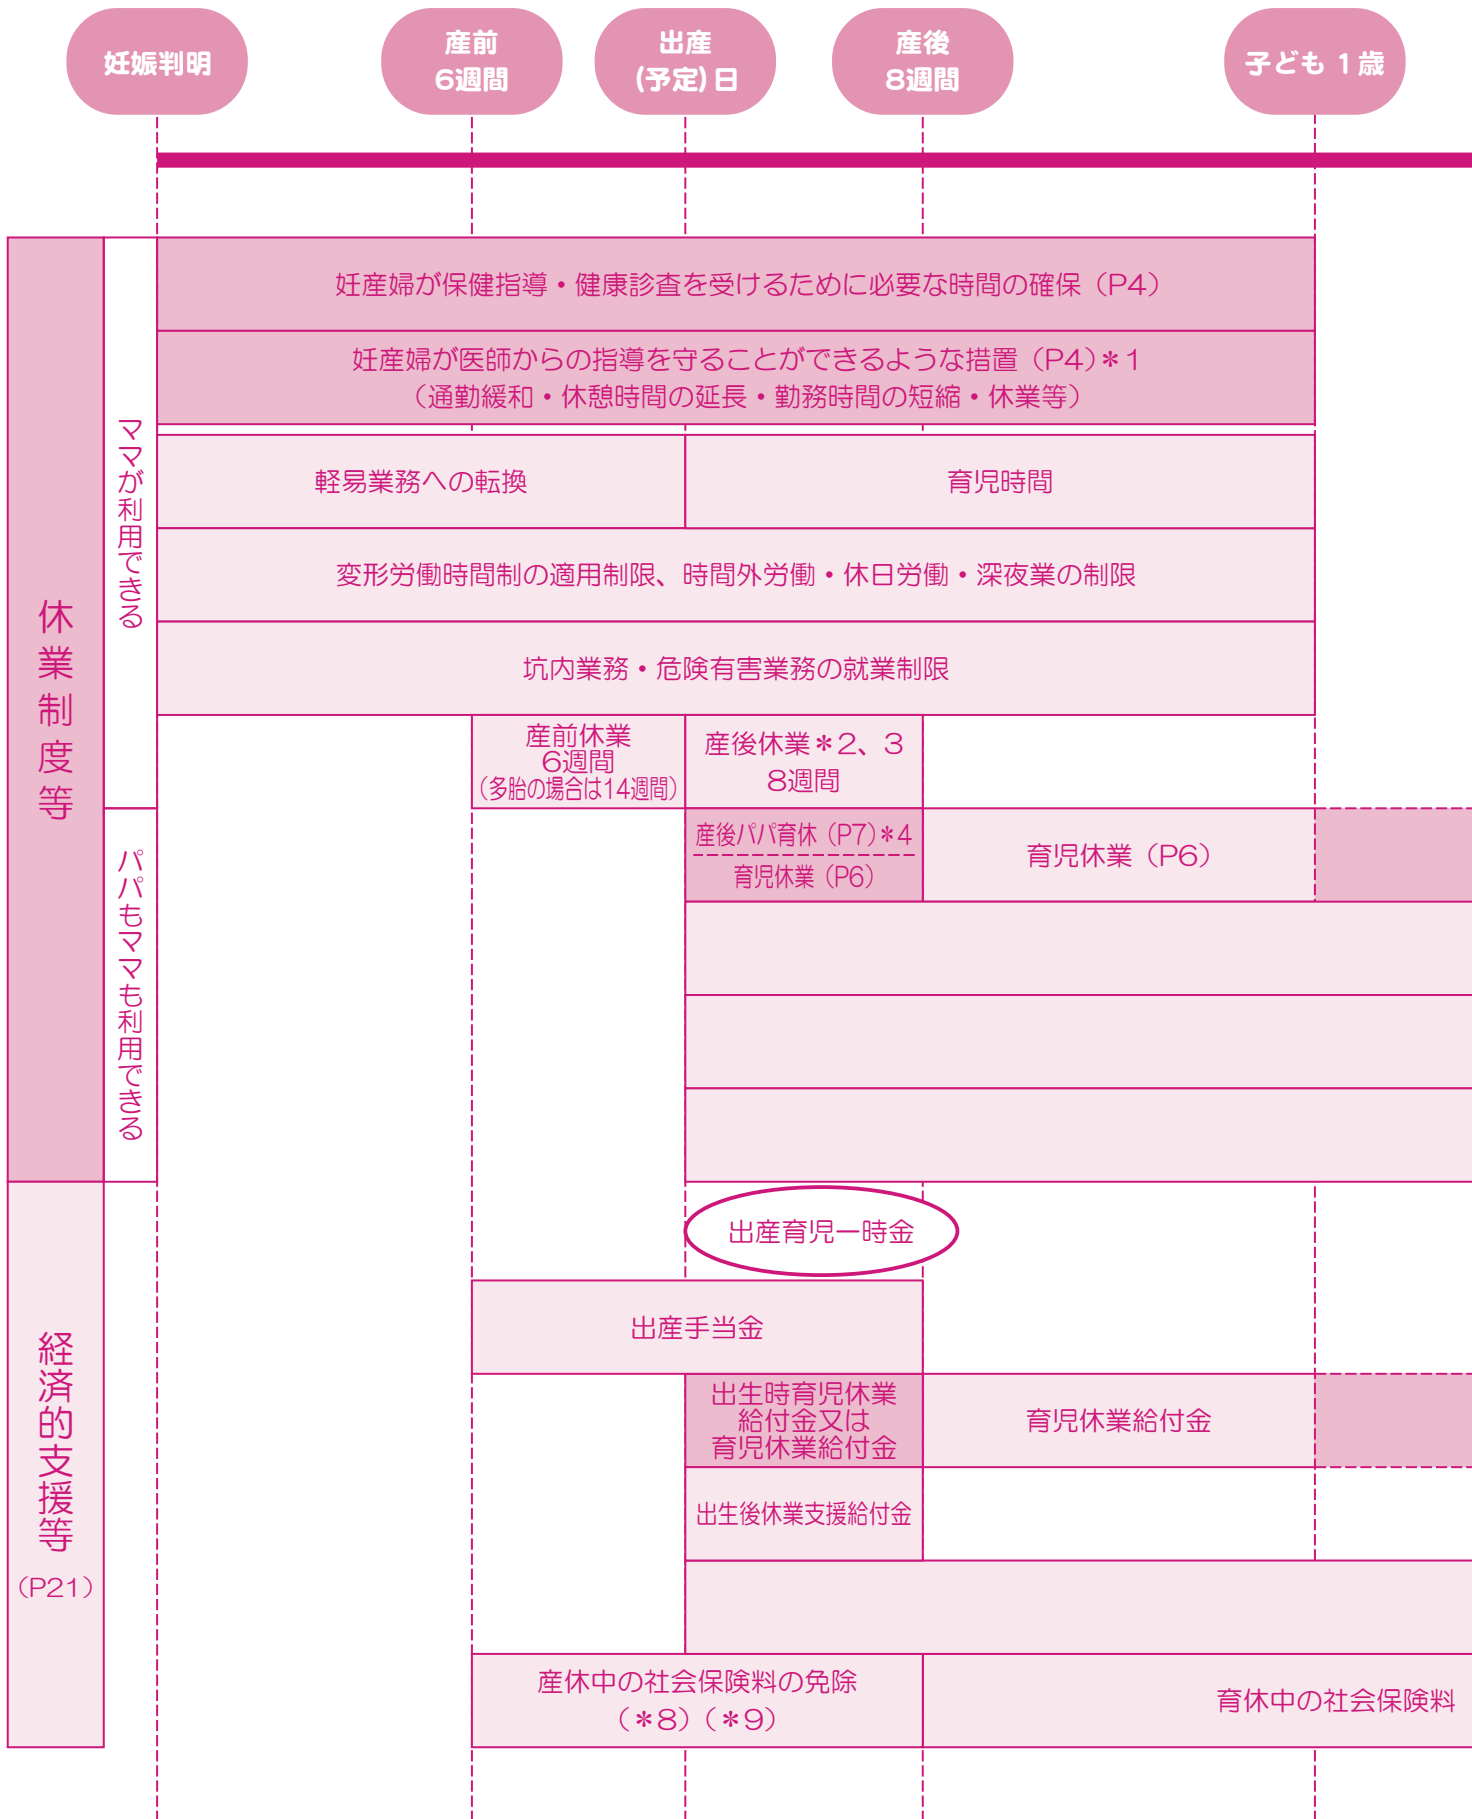 妊娠判明
産前
6週間
出産
(予定)日
産後
8週間
子ども 1歳
休業制度等
ママが利用できる
妊産婦が保健指導・健康診査を受けるために必要な時間の確保（P4）
妊産婦が医師からの指導を守ることができるような措置（P4）＊1
（通勤緩和・休憩時間の延長・勤務時間の短縮・休業等）
軽易業務への転換
育児時間
変形労働時間制の適用制限、時間外労働・休日労働・深夜業の制限
坑内業務・危険有害業務の就業制限
産前休業
6週間
（多胎の場合は14週間）
産後休業＊2、3
8週間
パパもママも利用できる
産後パパ育休（P7）＊4
育児休業（P6）
育児休業（P6）
経済的支援等
（P21）
出産育児一時金
出産手当金
出生時育児休業
給付金又は
育児休業給付金
育児休業給付金
出生後休業支援給付金
産休中の社会保険料の免除
（＊8）（＊9）
育休中の社会保険料